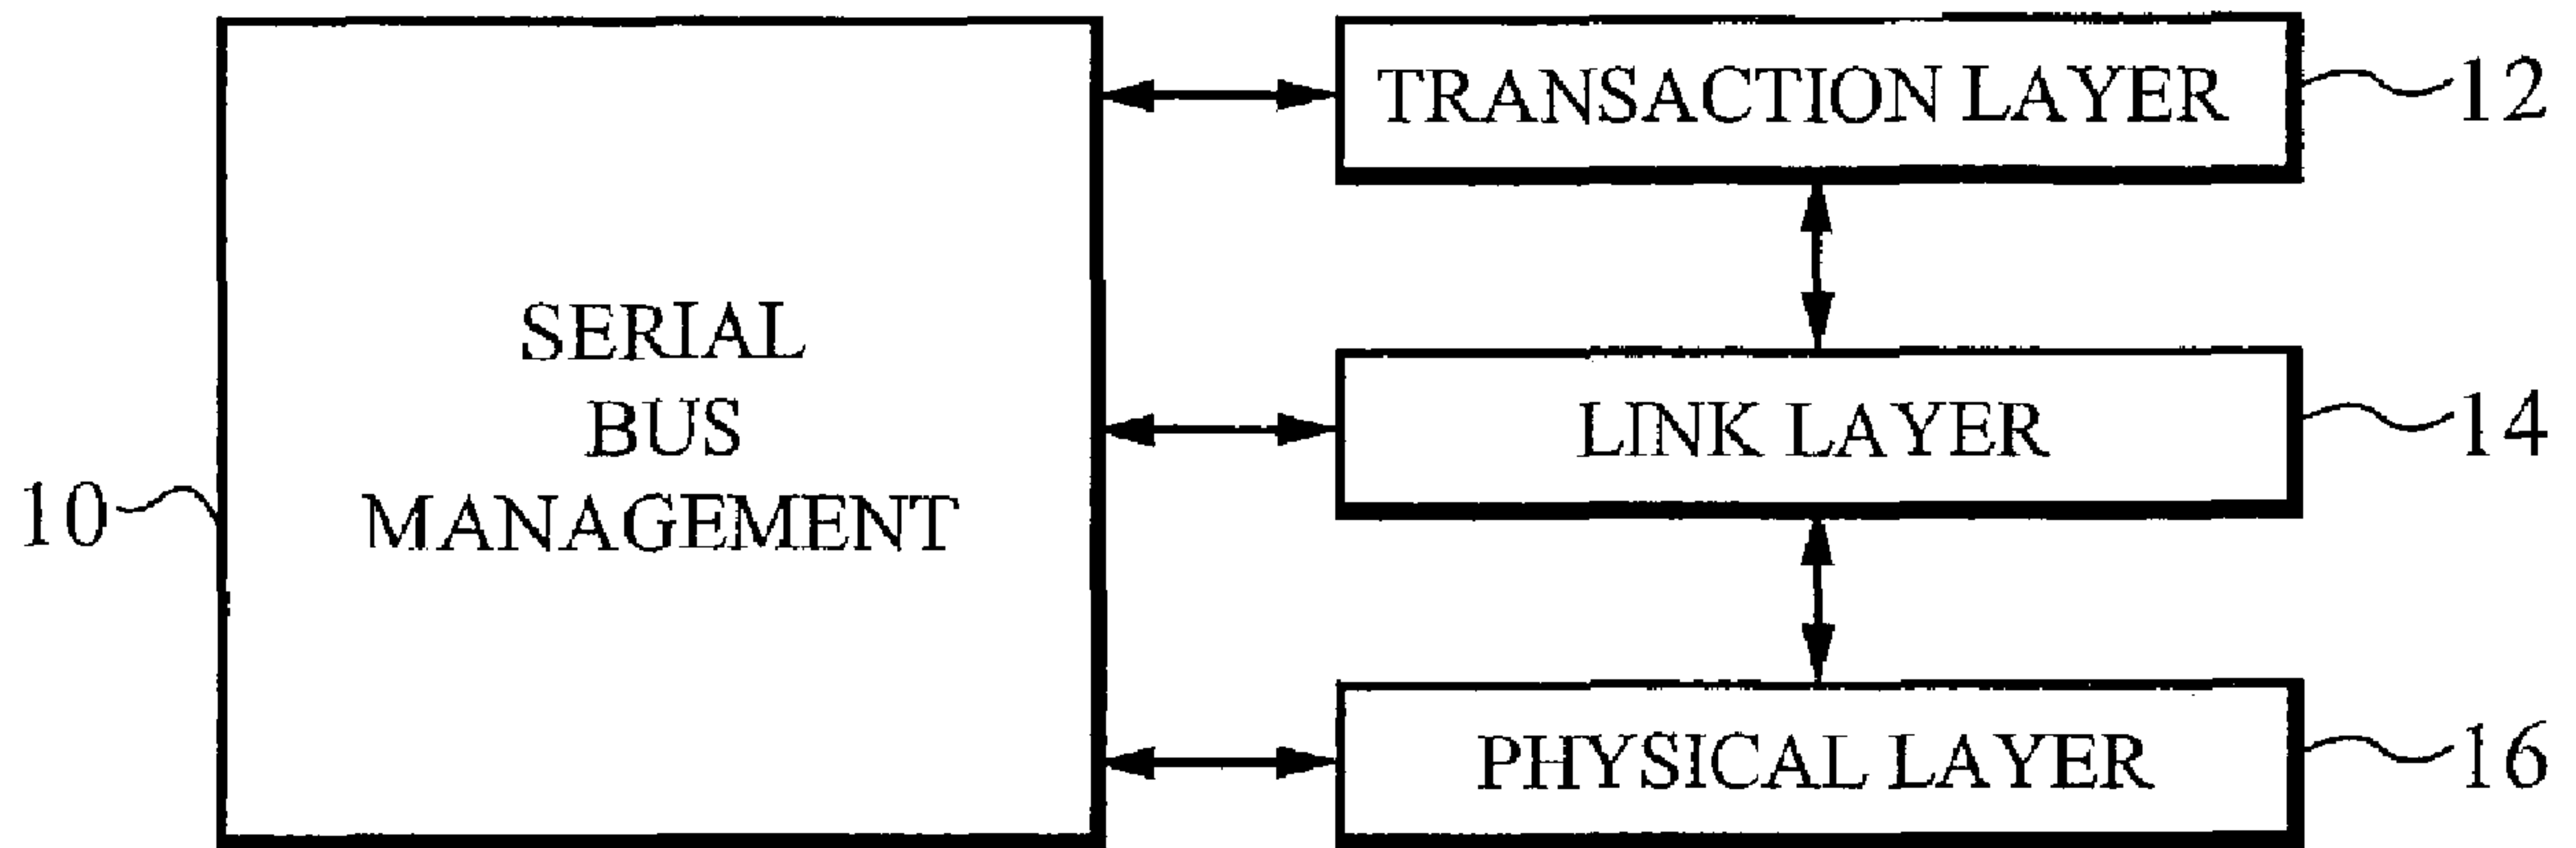 TRANSACTION LAYER
12
SERIAL
BUS
MANAGEMENT
10
LINK LAYER
14
PHYSICAL LAYER
16